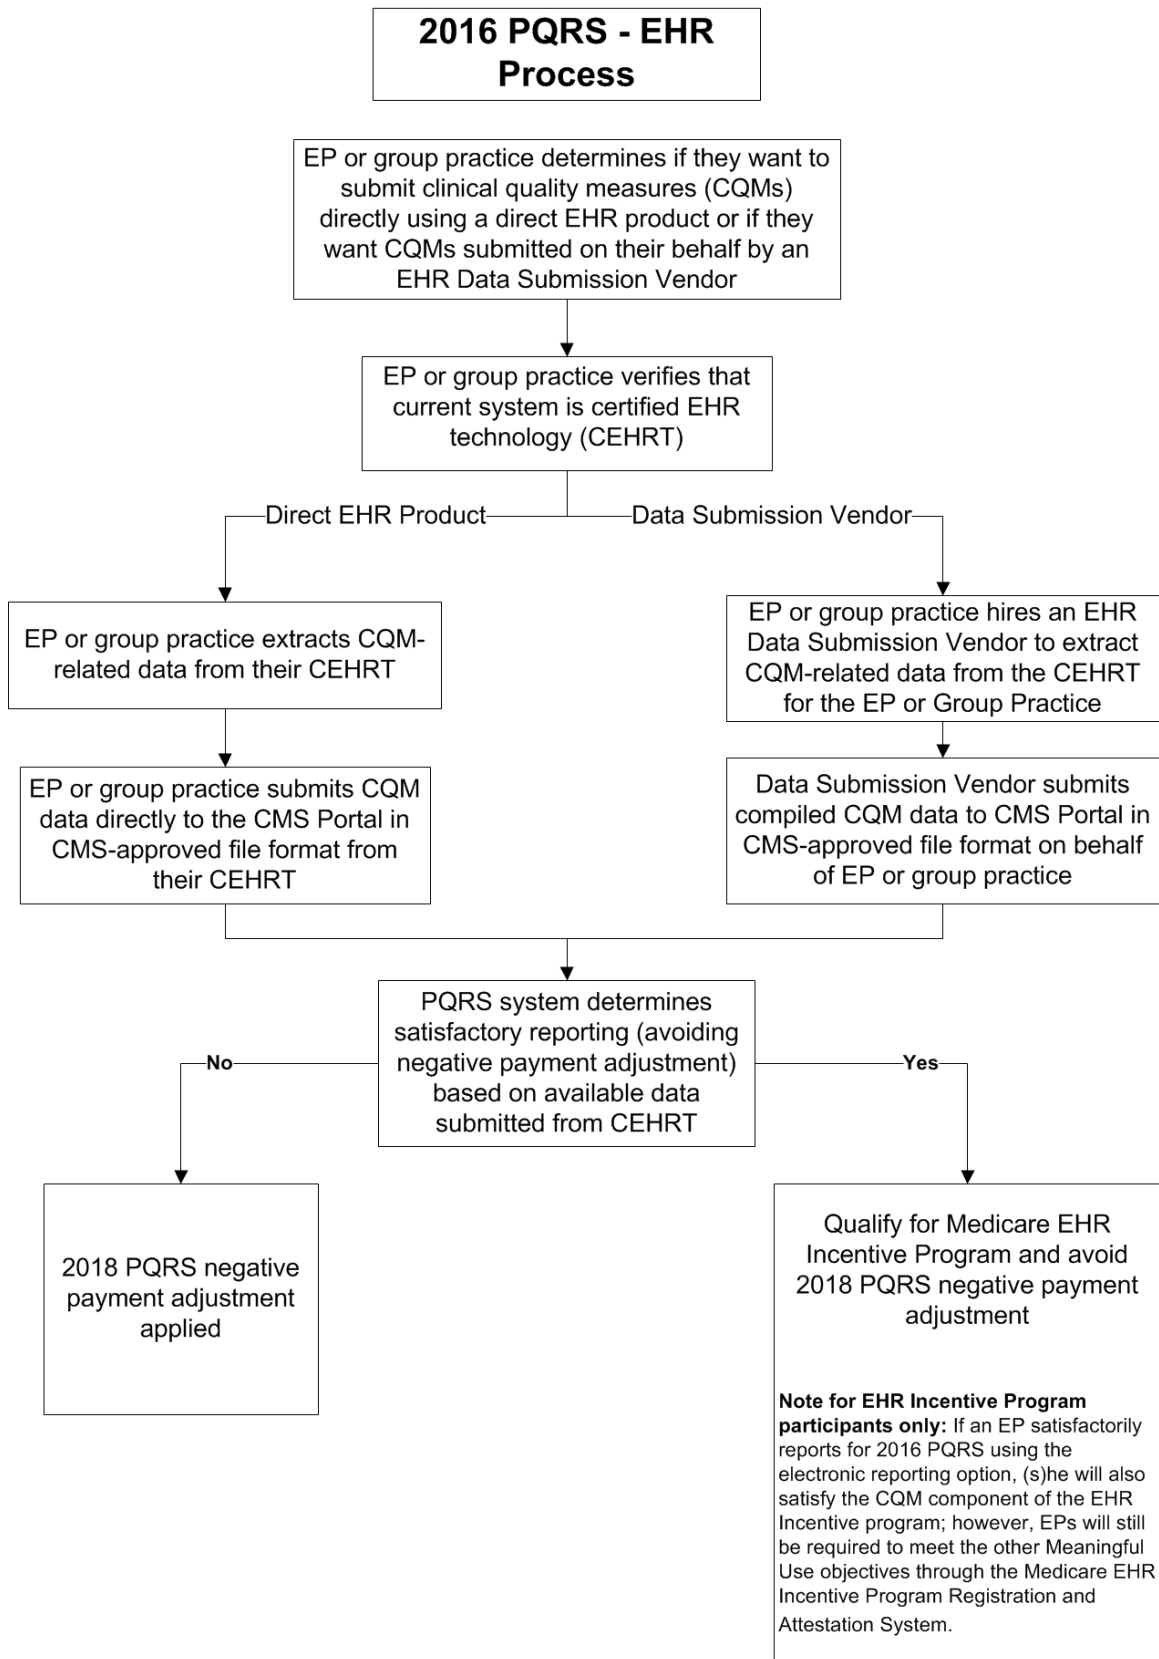 2016 PQRS - EHR
Process
EP or group practice determines if they want to
submit clinical quality measures (CQMs)
directly using a direct EHR product or if they
want CQMs submitted on their behalf by an
EHR Data Submission Vendor
EP or group practice verifies that
current system is certified EHR
technology (CEHRT)
Direct EHR Product
Data Submission Vendor
EP or group practice extracts CQM-
related data from their CEHRT
EP or group practice hires an EHR
Data Submission Vendor to extract
CQM-related data from the CEHRT
for the EP or Group Practice
EP or group practice submits CQM
data directly to the CMS Portal in
CMS-approved file format from
their CEHRT
Data Submission Vendor submits
compiled CQM data to CMS Portal in
CMS-approved file format on behalf
of EP or group practice
PQRS system determines
satisfactory reporting (avoiding
negative payment adjustment)
based on available data
submitted from CEHRT
No
Yes
2018 PQRS negative
payment adjustment
applied
Qualify for Medicare EHR
Incentive Program and avoid
2018 PQRS negative payment
adjustment
Note for EHR Incentive Program
participants only: If an EP satisfactorily
reports for 2016 PQRS using the
electronic reporting option, (s)he will also
satisfy the CQM component of the EHR
Incentive program; however, EPs will still
be required to meet the other Meaningful
Use objectives through the Medicare EHR
Incentive Program Registration and
Attestation System.